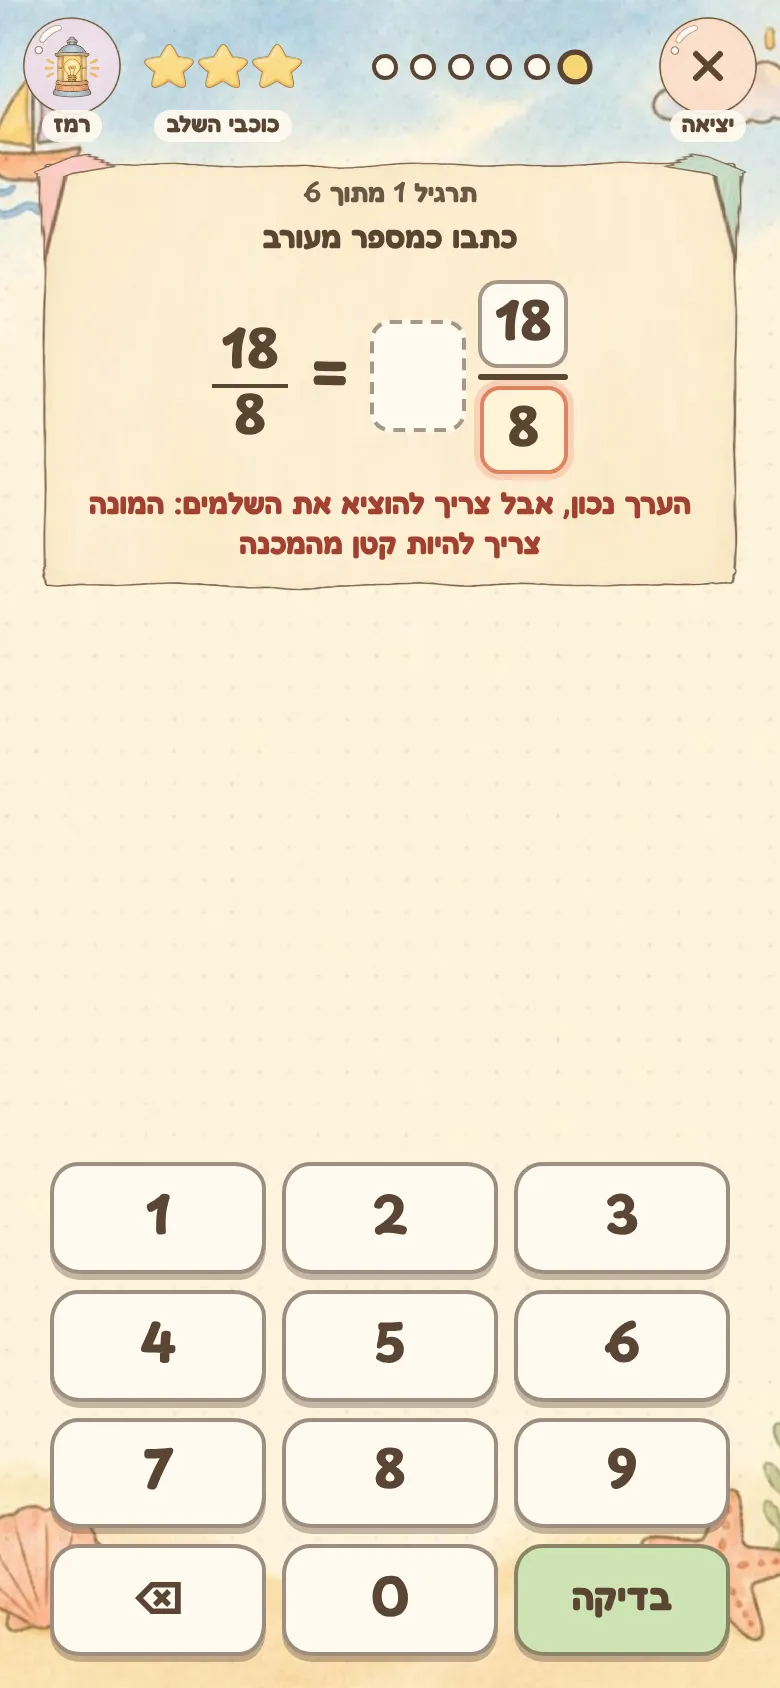 רמז
כוכבי השלב
יציאה
תרגיל 1 מתוך 6
כתבו כמספר מעורב
18
8
=
18
8
הערך נכון, אבל צריך להוציא את השלמים: המונה
צריך להיות קטן מהמכנה
1 2 3
4 5 6
7 8 9
0 בדיקה